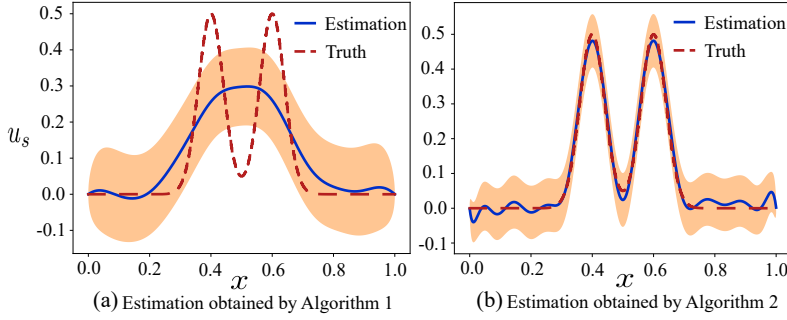 0.5
0.4
0.3
0.2
0.1
0.0
-0.1
u_s
Estimation
Truth
0.0 0.2 0.4 0.6 0.8 1.0
x
(a) Estimation obtained by Algorithm 1
0.5
0.4
0.3
0.2
0.1
0.0
-0.1
Estimation
Truth
0.0 0.2 0.4 0.6 0.8 1.0
x
(b) Estimation obtained by Algorithm 2